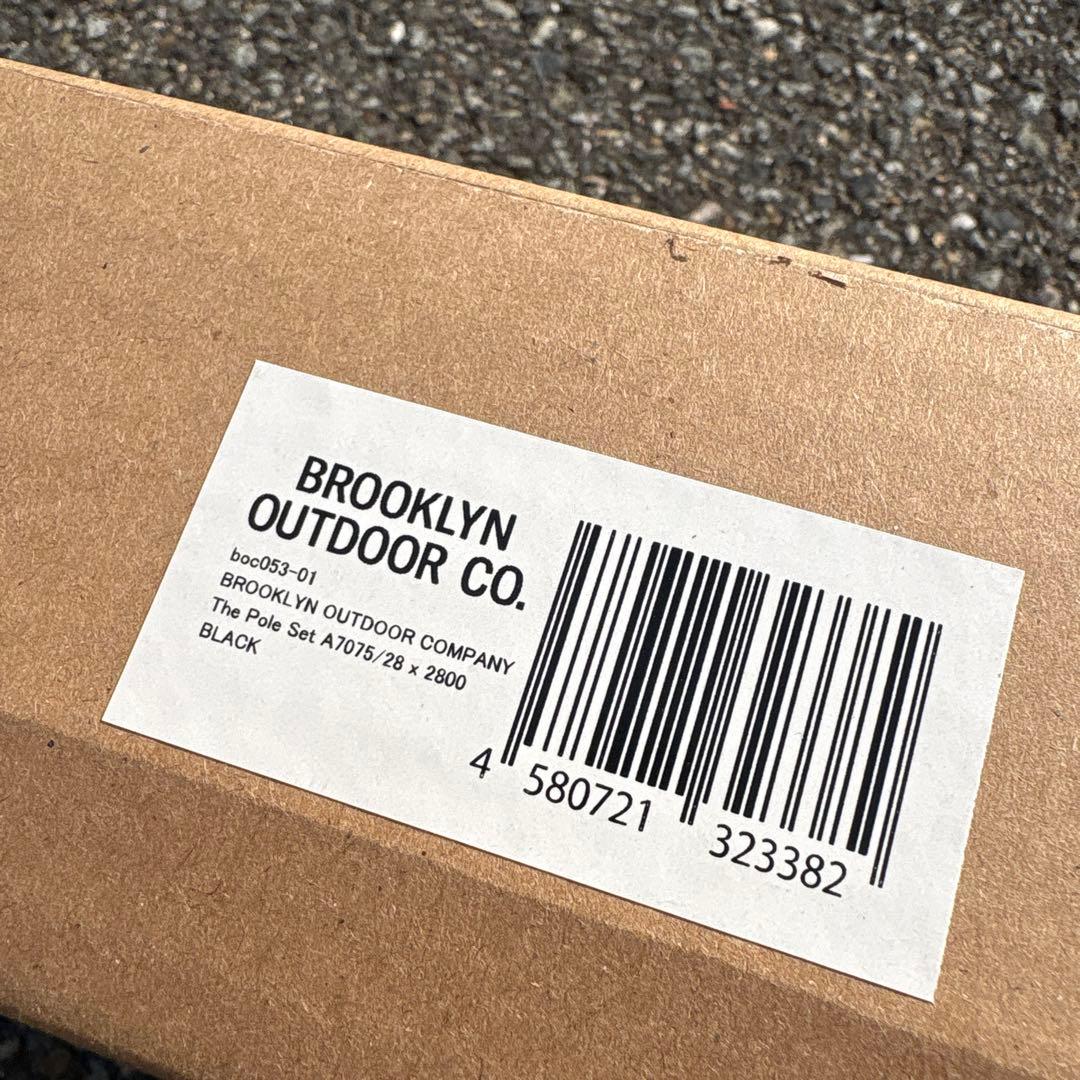 BROOKLYN
OUTDOOR CO.
boc053-01
BROOKLYN OUTDOOR COMPANY
The Pole Set A7075/28 x 2800
BLACK
4 580721 323382